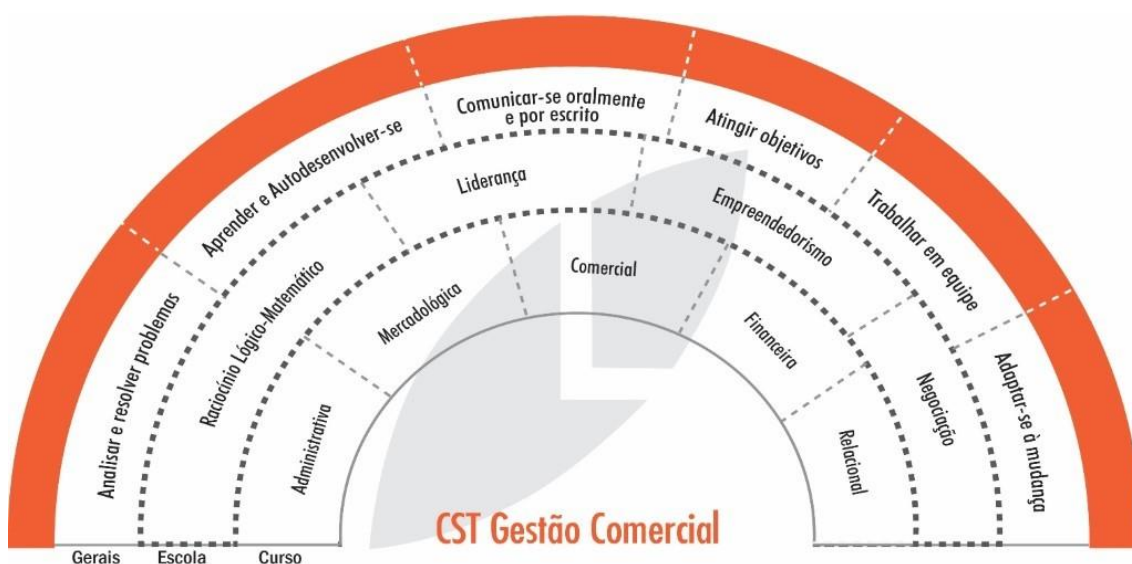 Analisar e resolver problemas
Aprender e Autodesenvolver-se
Comunicar-se oralmente
e por escrito
Atingir objetivos
Trabalhar em equipe
Adaptar-se à mudança
Raciocínio Lógico-Matemático
Liderança
Empreendedorismo
Negociação
Administrativa
Mercadológica
Comercial
Financeira
Relacional
CST Gestão Comercial
Gerais
Escola
Curso